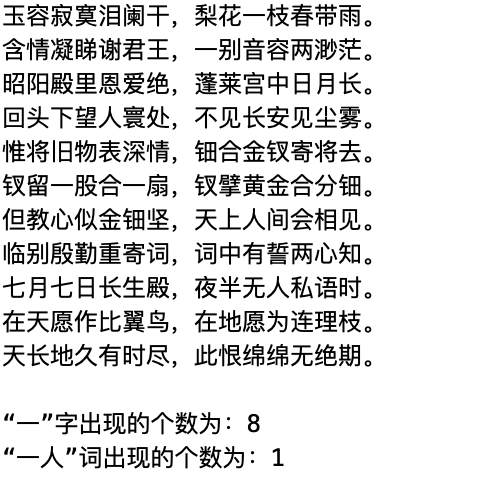 玉容寂寞泪阑干，梨花一枝春带雨。
含情凝睇谢君王，一别音容两渺茫。
昭阳殿里恩爱绝，蓬莱宫中日月长。
回头下望人寰处，不见长安见尘雾。
惟将旧物表深情，钿合金钗寄将去。
钗留一股合一扇，钗擘黄金合分钿。
但教心似金钿坚，天上人间会相见。
临别殷勤重寄词，词中有誓两心知。
七月七日长生殿，夜半无人私语时。
在天愿作比翼鸟，在地愿为连理枝。
天长地久有时尽，此恨绵绵无绝期。
“一”字出现的个数为：8
“一人”词出现的个数为：1